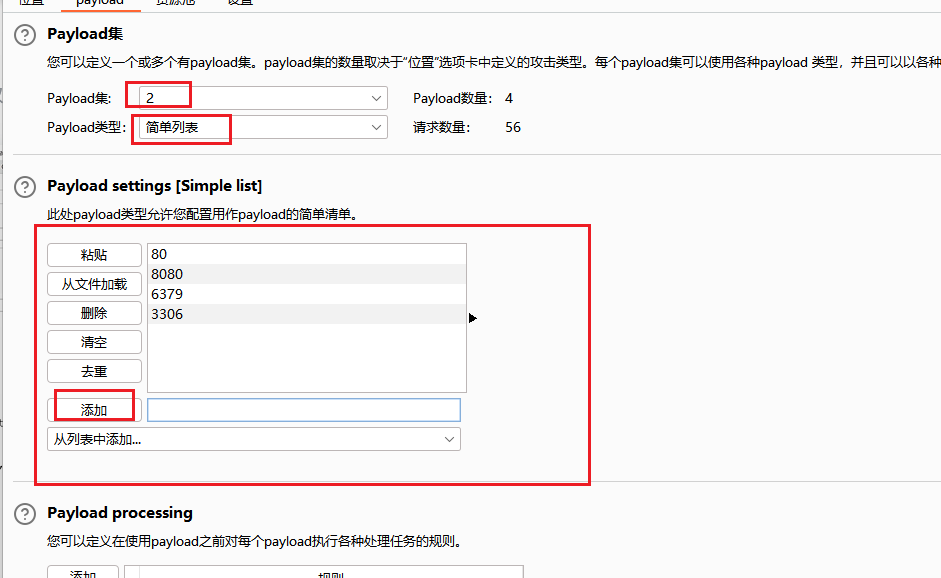 位置 payload 资源池 设置
Payload集
您可以定义一个或多个有payload集。payload集的数量取决于“位置”选项卡中定义的攻击类型。每个payload集可以使用各种payload 类型，并且可以以各种
Payload集: 2 Payload数量: 4
Payload类型: 简单列表 请求数量: 56
Payload settings [Simple list]
此处payload类型允许您配置用作payload的简单清单。
粘贴 80
从文件加载 8080
删除 6379
清空 3306
去重
添加
从列表中添加...
Payload processing
您可以定义在使用payload之前对每个payload执行各种处理任务的规则。
添加 规则